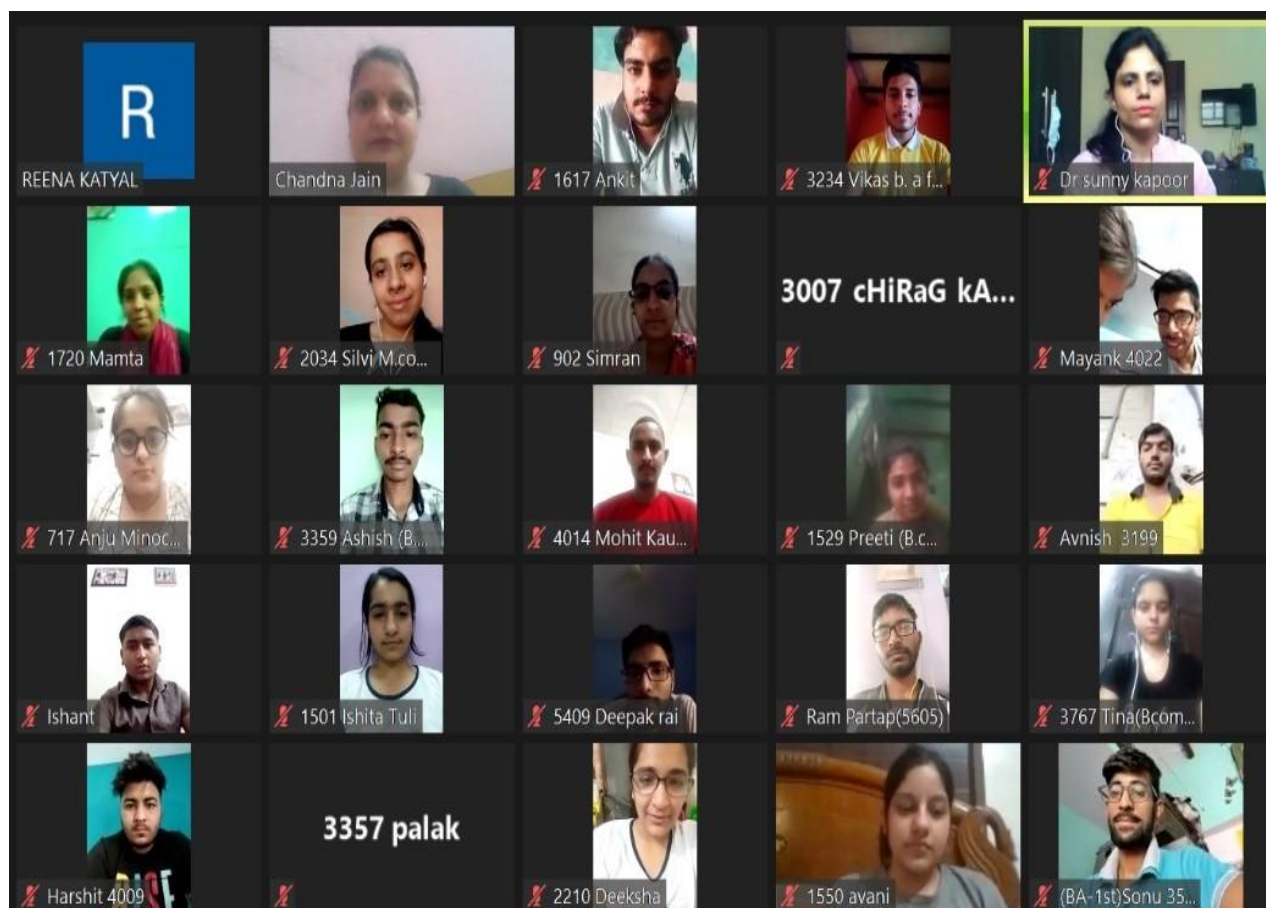 R
REENA KATYAL
Chandna Jain
1617 Ankit
3234 Vikas b. a f...
Dr sunny kapoor
1720 Mamta
2034 Silvi M.co...
902 Simran
3007 cHiRaG kA...
Mayank 4022
717 Anju Minoc...
3359 Ashish (B...
4014 Mohit Kau...
1529 Preeti (B.c...
Avnish 3199
Ishant
1501 Ishita Tuli
5409 Deepak rai
Ram Partap(5605)
3767 Tina(Bcom...
Harshit 4009
3357 palak
2210 Deeksha
1550 avani
(BA-1st)Sonu 35...